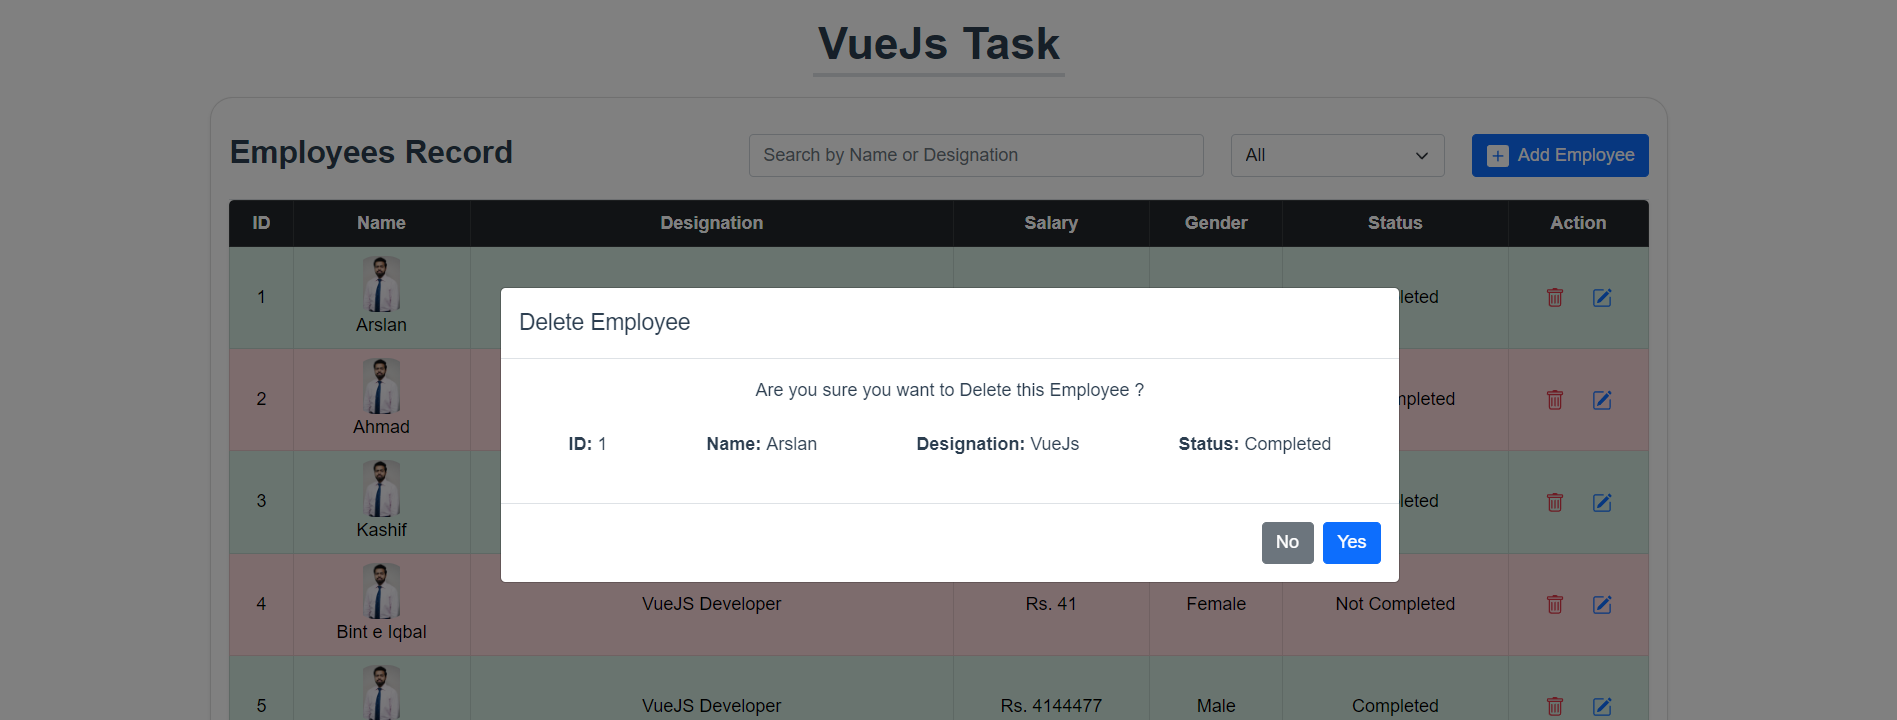 VueJs Task
Employees Record
Search by Name or Designation
All
Add Employee
ID Name Designation Salary Gender Status Action
1
Arslan
Delete Employee
Are you sure you want to Delete this Employee ?
ID: 1 Name: Arslan Designation: VueJs Status: Completed
No Yes
2
Ahmad
3
Kashif
4 VueJS Developer Rs. 41 Female Not Completed
Bint e Iqbal
5 VueJS Developer Rs. 4144477 Male Completed